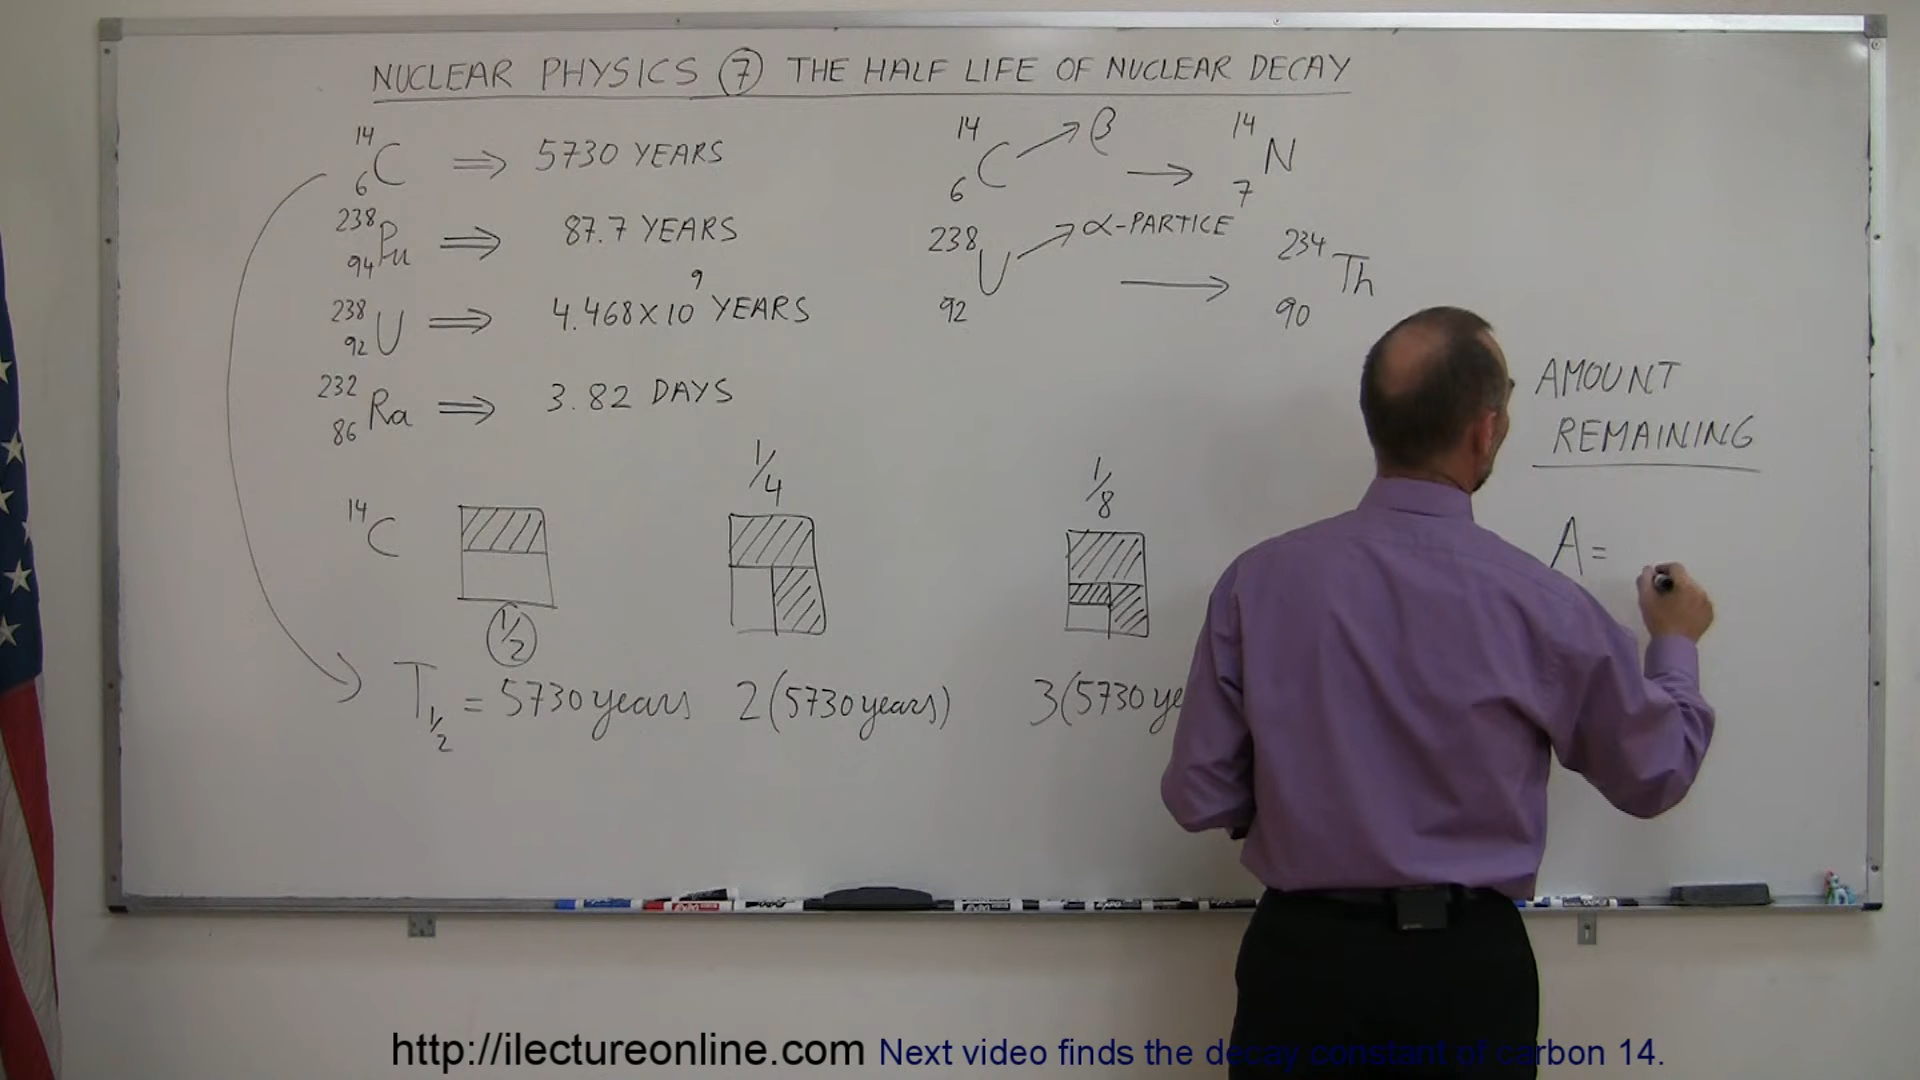 NUCLEAR PHYSICS 7 THE HALF LIFE OF NUCLEAR DECAY
14
6 C ⇒ 5730 YEARS
238
94 Pu ⇒ 87.7 YEARS
238
92 U ⇒ 4.468×10⁹ YEARS
232
86 Ra ⇒ 3.82 DAYS
14 C → β → 14 N
6 7
238 U → α-PARTICE → 234 Th
92 90
AMOUNT
REMAINING
A =
14 C
1/2
1/4
1/8
T1/2 = 5730 years 2(5730 years) 3(5730 ye
http://ilectureonline.com Next video finds the decay constant of carbon 14.